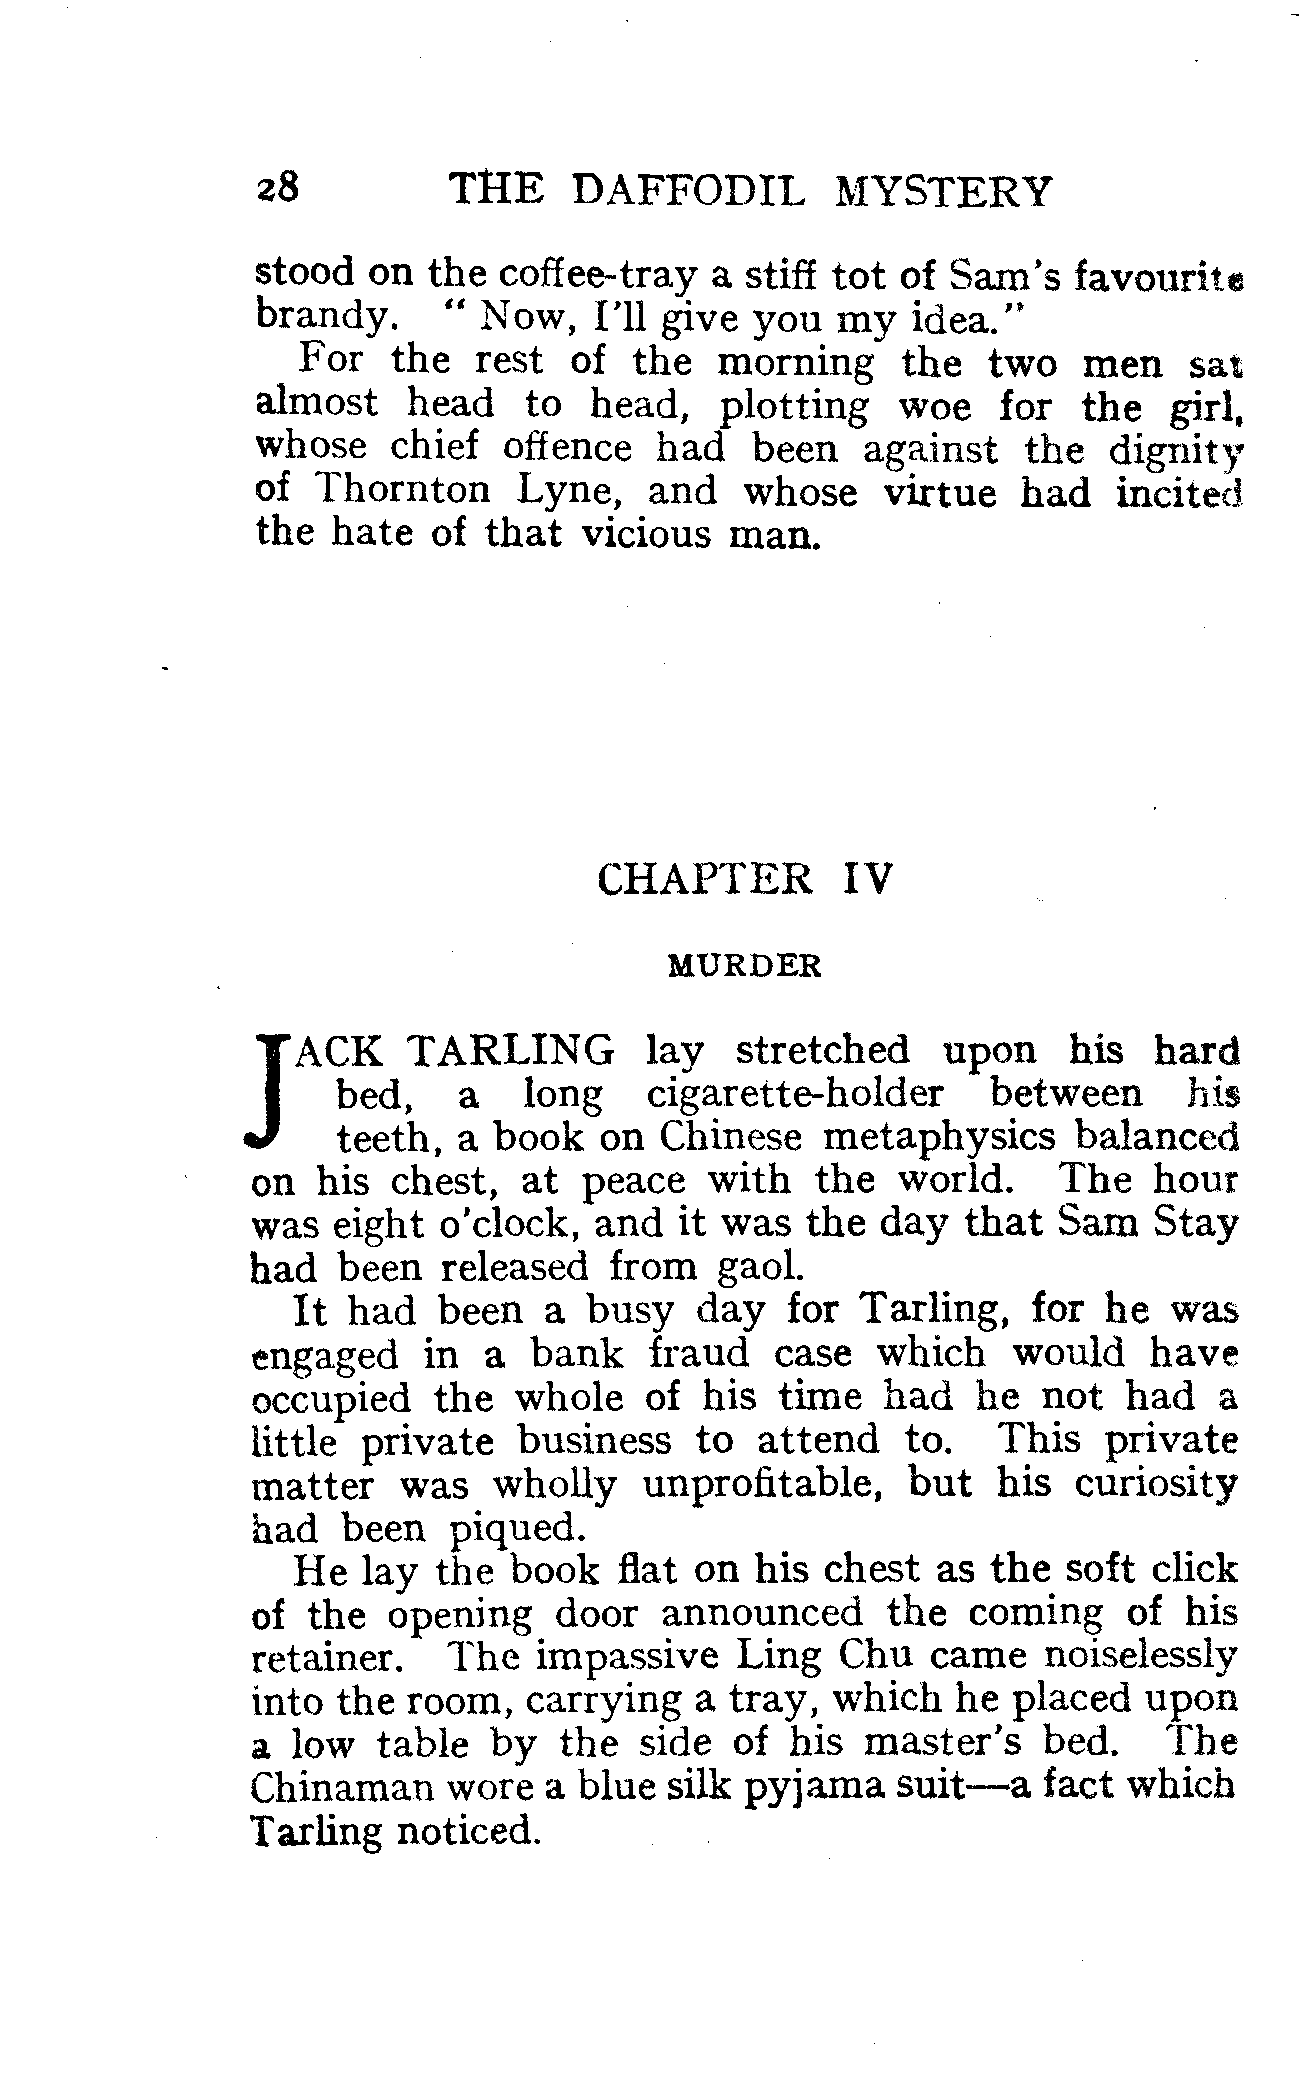 28 THE DAFFODIL MYSTERY
stood on the coffee-tray a stiff tot of Sam's favourite
brandy. " Now, I'll give you my idea."
For the rest of the morning the two men sat
almost head to head, plotting woe for the girl,
whose chief offence had been against the dignity
of Thornton Lyne, and whose virtue had incited
the hate of that vicious man.
CHAPTER IV
MURDER
JACK TARLING lay stretched upon his hard
bed, a long cigarette-holder between his
teeth, a book on Chinese metaphysics balanced
on his chest, at peace with the world. The hour
was eight o'clock, and it was the day that Sam Stay
had been released from gaol.
It had been a busy day for Tarling, for he was
engaged in a bank fraud case which would have
occupied the whole of his time had he not had a
little private business to attend to. This private
matter was wholly unprofitable, but his curiosity
had been piqued.
He lay the book flat on his chest as the soft click
of the opening door announced the coming of his
retainer. The impassive Ling Chu came noiselessly
into the room, carrying a tray, which he placed upon
a low table by the side of his master's bed. The
Chinaman wore a blue silk pyjama suit—a fact which
Tarling noticed.